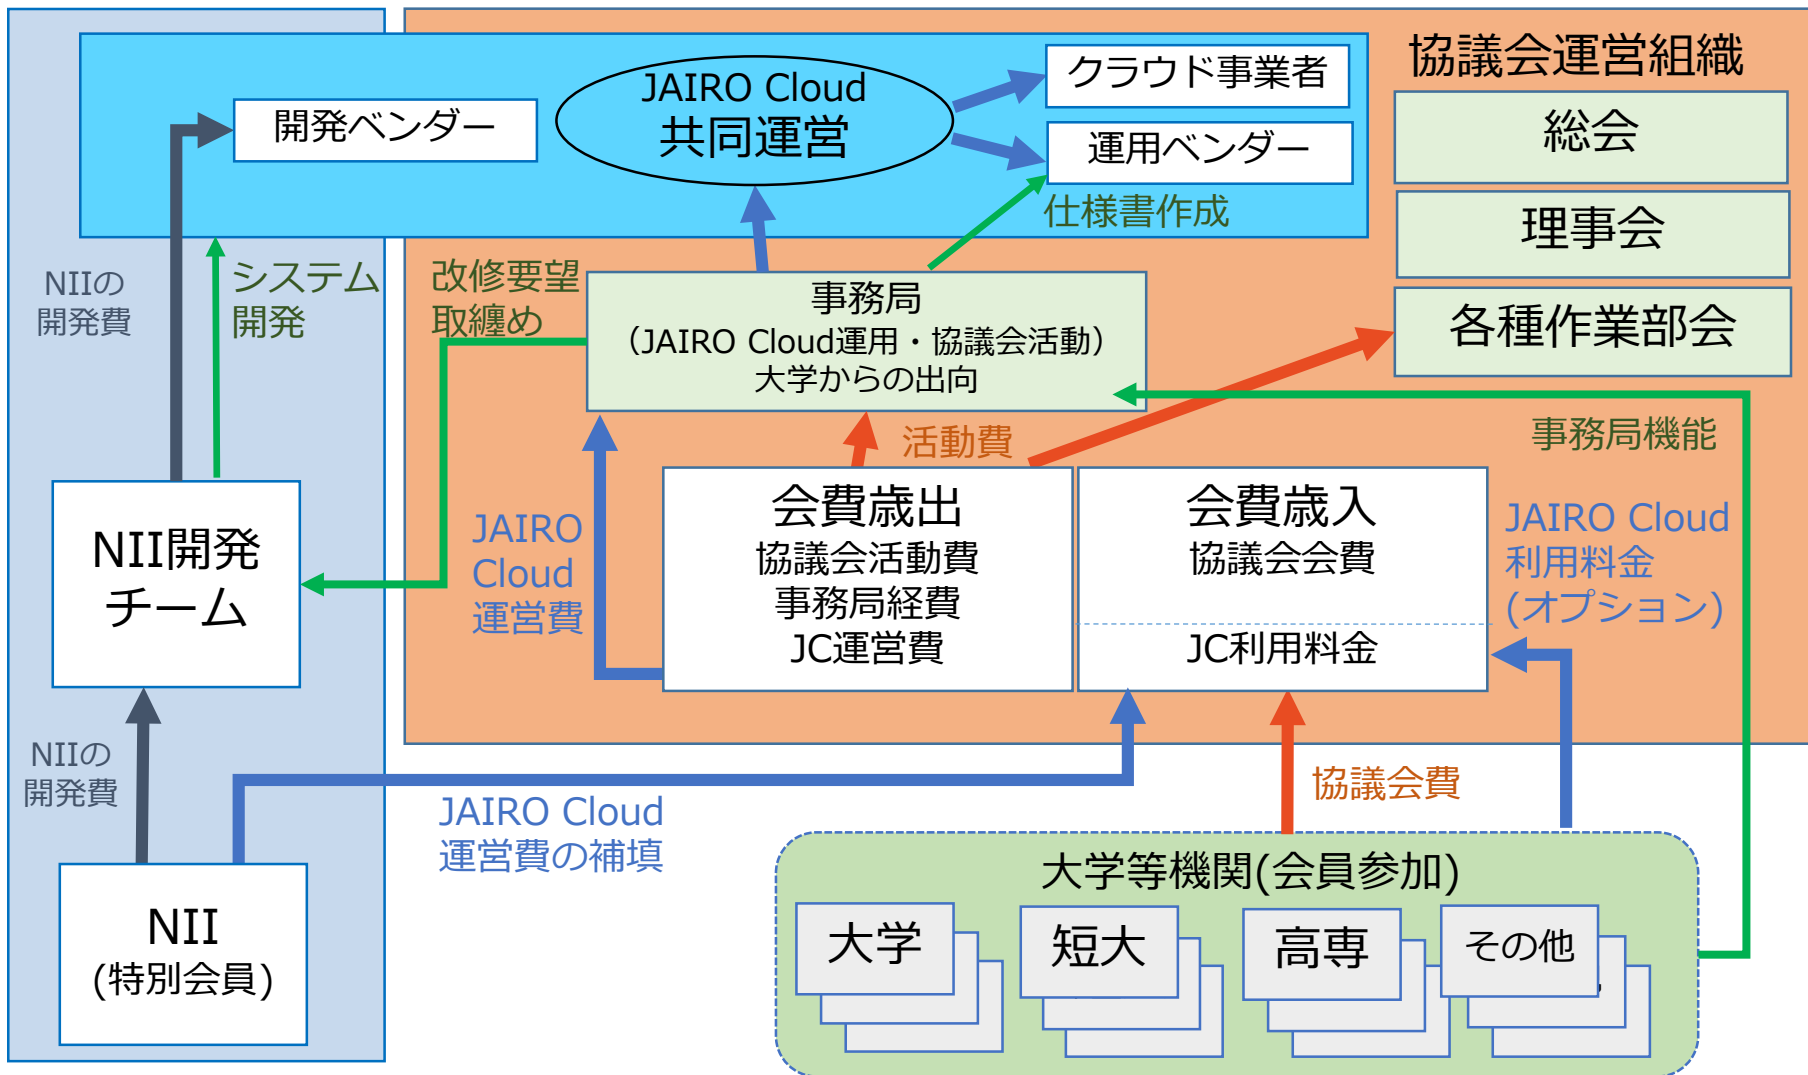 協議会運営組織
JAIRO Cloud
共同運営
開発ベンダー
クラウド事業者
運用ベンダー
仕様書作成
総会
理事会
各種作業部会
NIIの
開発費
システム
開発
改修要望
取纏め
事務局
（JAIRO Cloud運用・協議会活動）
大学からの出向
活動費
事務局機能
NII開発
チーム
JAIRO
Cloud
運営費
会費歳出
協議会活動費
事務局経費
JC運営費
会費歳入
協議会会費
JC利用料金
JAIRO Cloud
利用料金
(オプション)
NIIの
開発費
JAIRO Cloud
運営費の補填
協議会費
NII
(特別会員)
大学等機関(会員参加)
大学
短大
高専
その他